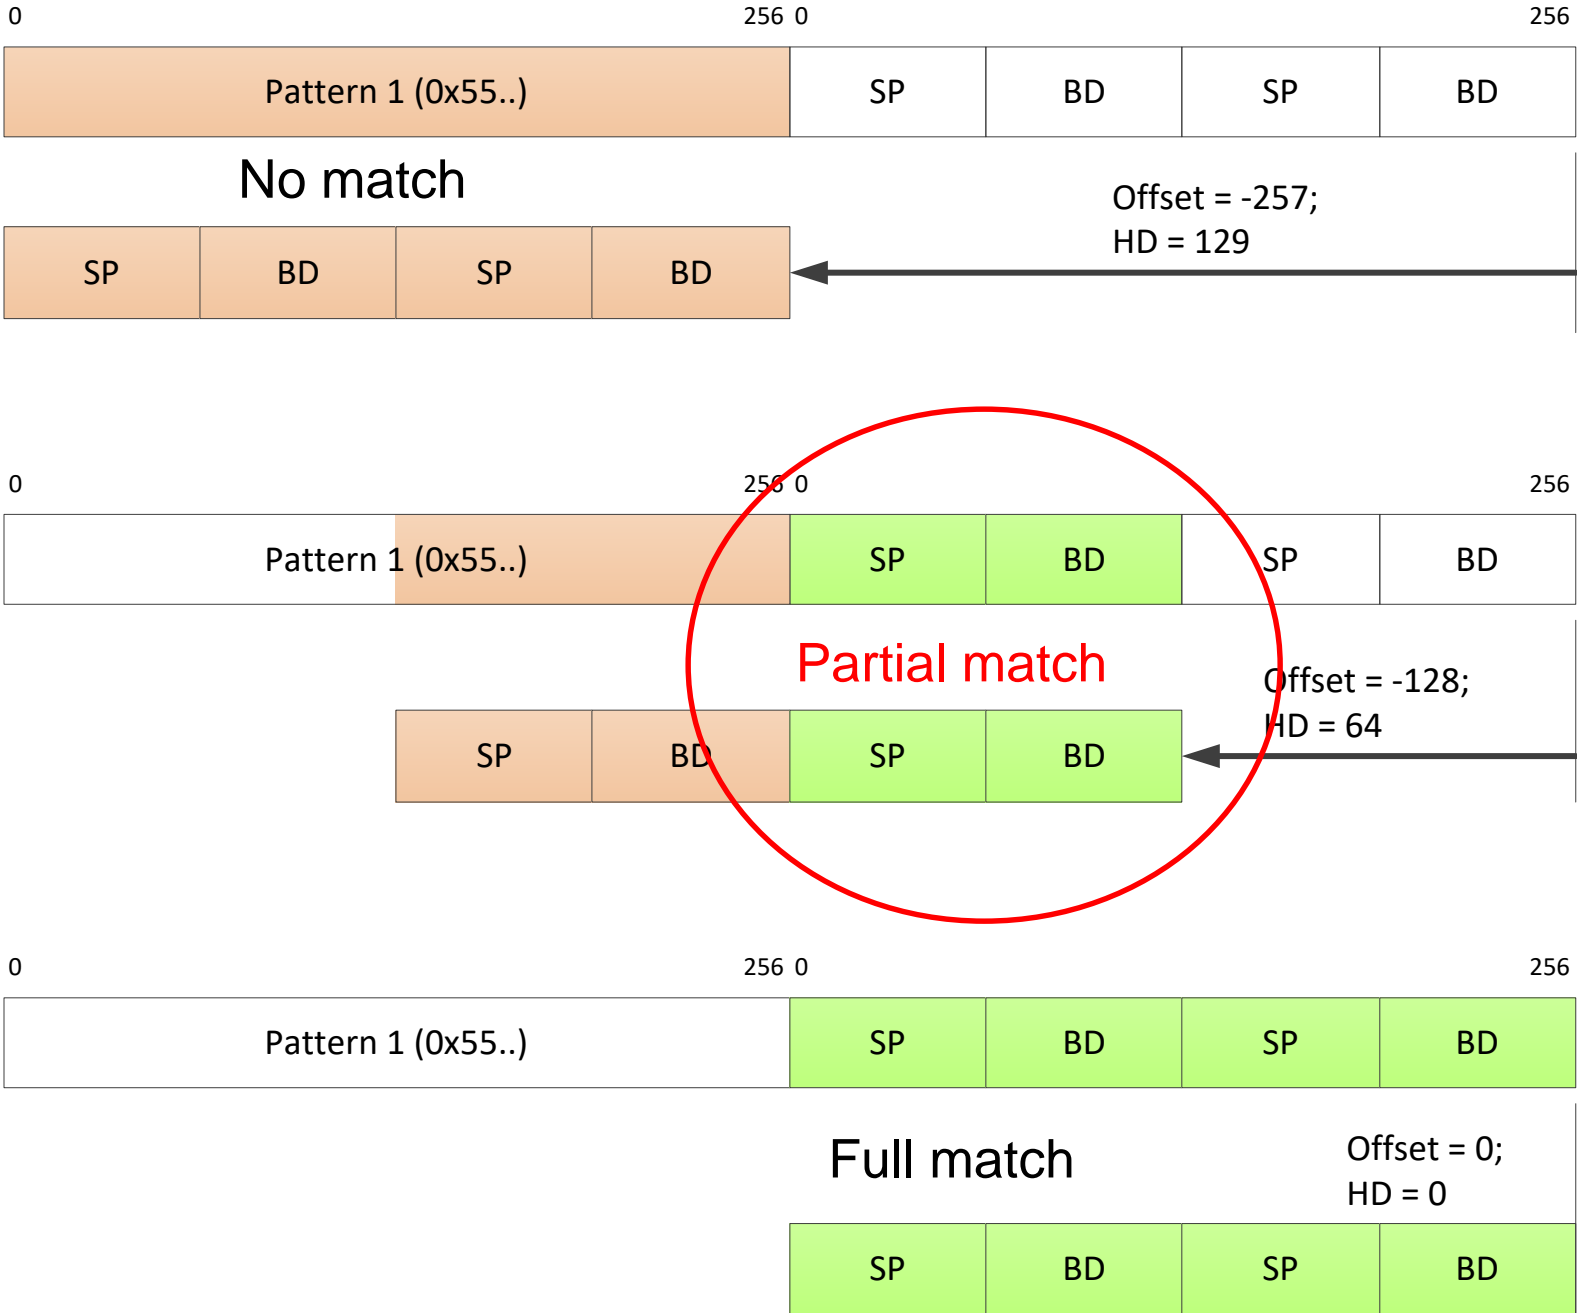 0 256 0 256
Pattern 1 (0x55..) SP BD SP BD
No match
Offset = -257;
HD = 129
SP BD SP BD
0 256 0 256
Pattern 1 (0x55..) SP BD SP BD
Partial match
Offset = -128;
HD = 64
SP BD SP BD
0 256 0 256
Pattern 1 (0x55..) SP BD SP BD
Full match
Offset = 0;
HD = 0
SP BD SP BD